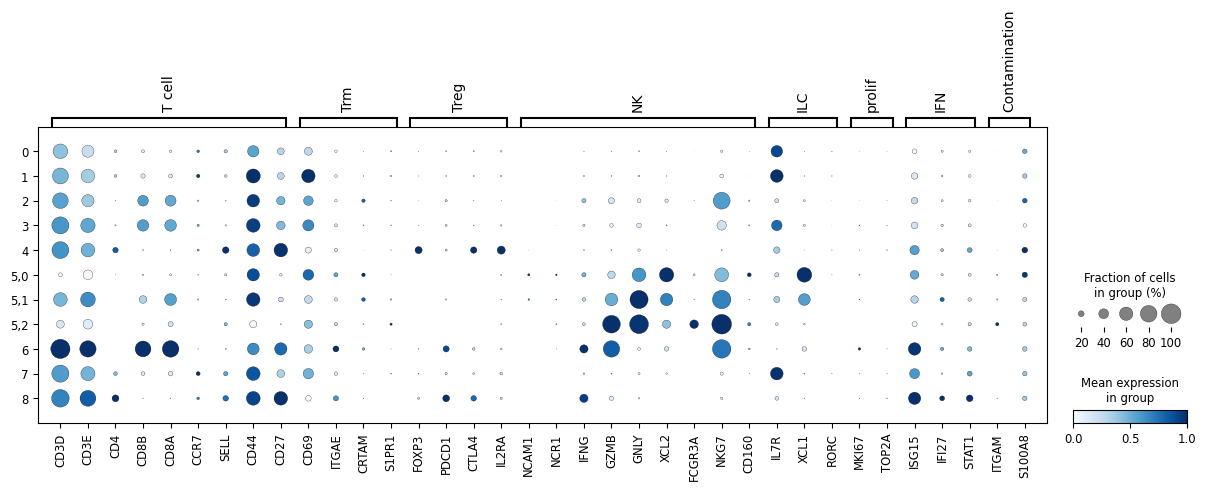 T cell
Trm
Treg
NK
ILC
prolif
IFN
Contamination
0
1
2
3
4
5,0
5,1
5,2
6
7
8
CD3D
CD3E
CD4
CD8B
CD8A
CCR7
SELL
CD44
CD27
CD69
ITGAE
CRTAM
S1PR1
FOXP3
PDCD1
CTLA4
IL2RA
NCAM1
NCR1
IFNG
GZMB
GNLY
XCL2
FCGR3A
NKG7
CD160
IL7R
XCL1
RORC
MKI67
TOP2A
ISG15
IFI27
STAT1
ITGAM
S100A8
Fraction of cells
in group (%)
20 40 60 80 100
Mean expression
in group
0.0 0.5 1.0